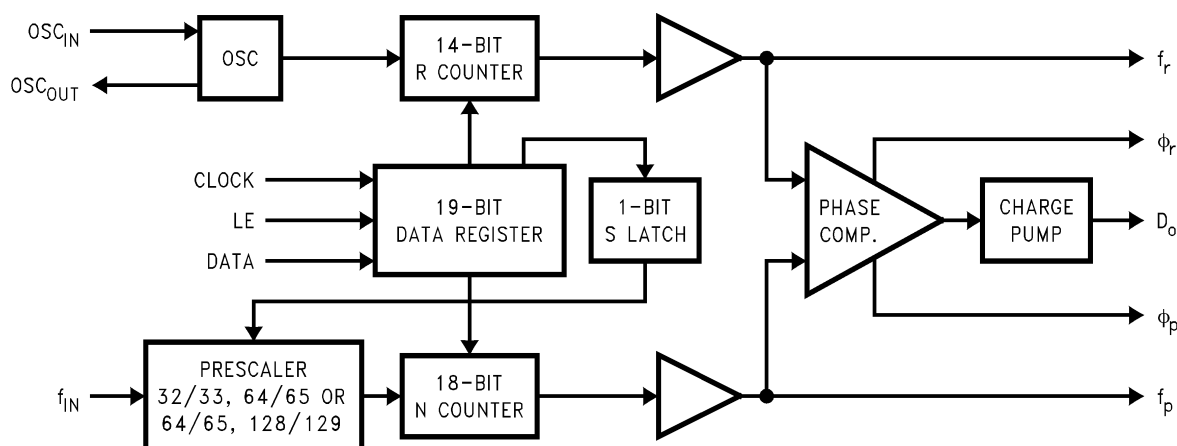 OSCIN
OSCOUT
OSC
14-BIT
R COUNTER
fr
ϕr
CLOCK
LE
DATA
19-BIT
DATA REGISTER
1-BIT
S LATCH
PHASE
COMP.
CHARGE
PUMP
Do
ϕp
fIN
PRESCALER
32/33, 64/65 OR
64/65, 128/129
18-BIT
N COUNTER
fp